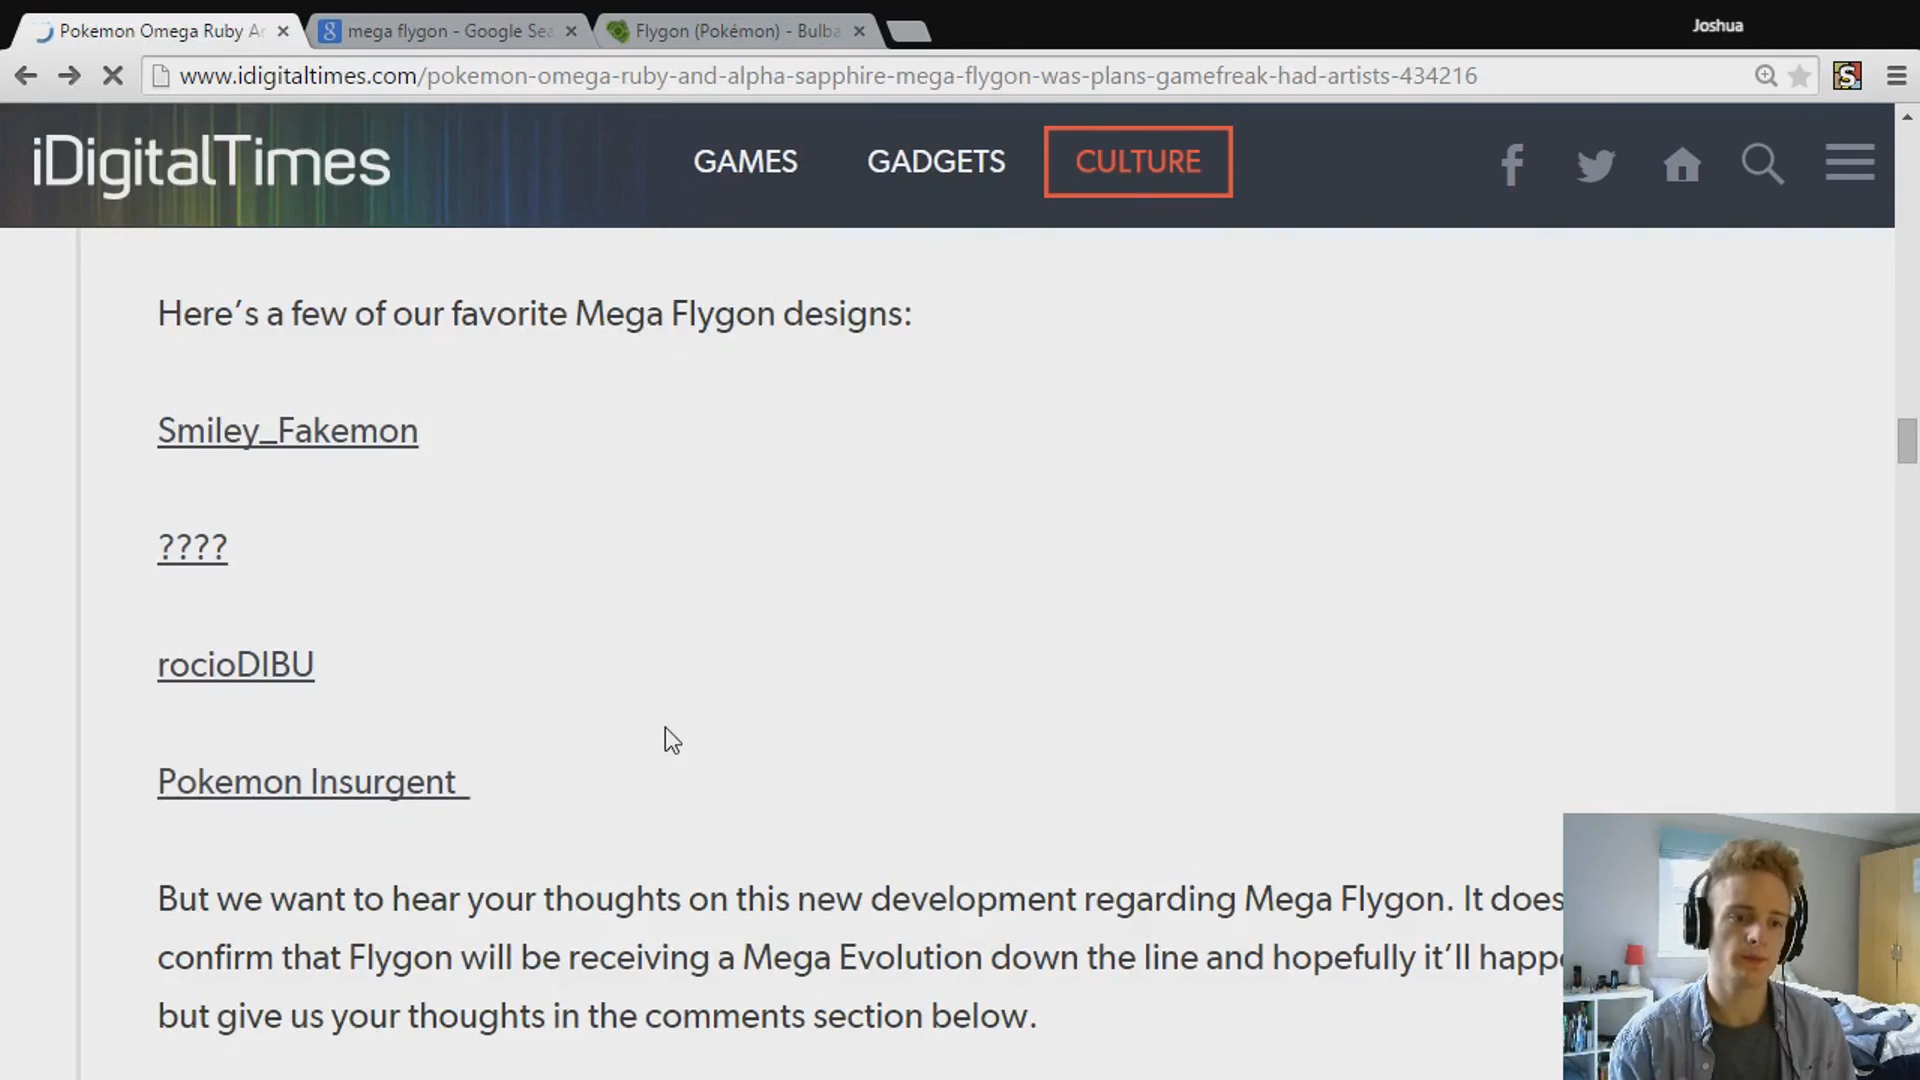 Pokemon Omega Ruby A
mega flygon - Google Sea
Flygon (Pokémon) - Bulba
Joshua
www.idigitaltimes.com/pokemon-omega-ruby-and-alpha-sapphire-mega-flygon-was-plans-gamefreak-had-artists-434216
S
iDigitalTimes
GAMES
GADGETS
CULTURE
Here’s a few of our favorite Mega Flygon designs:
Smiley_Fakemon
????
rocioDIBU
Pokemon Insurgent
But we want to hear your thoughts on this new development regarding Mega Flygon. It does
confirm that Flygon will be receiving a Mega Evolution down the line and hopefully it’ll happe
but give us your thoughts in the comments section below.